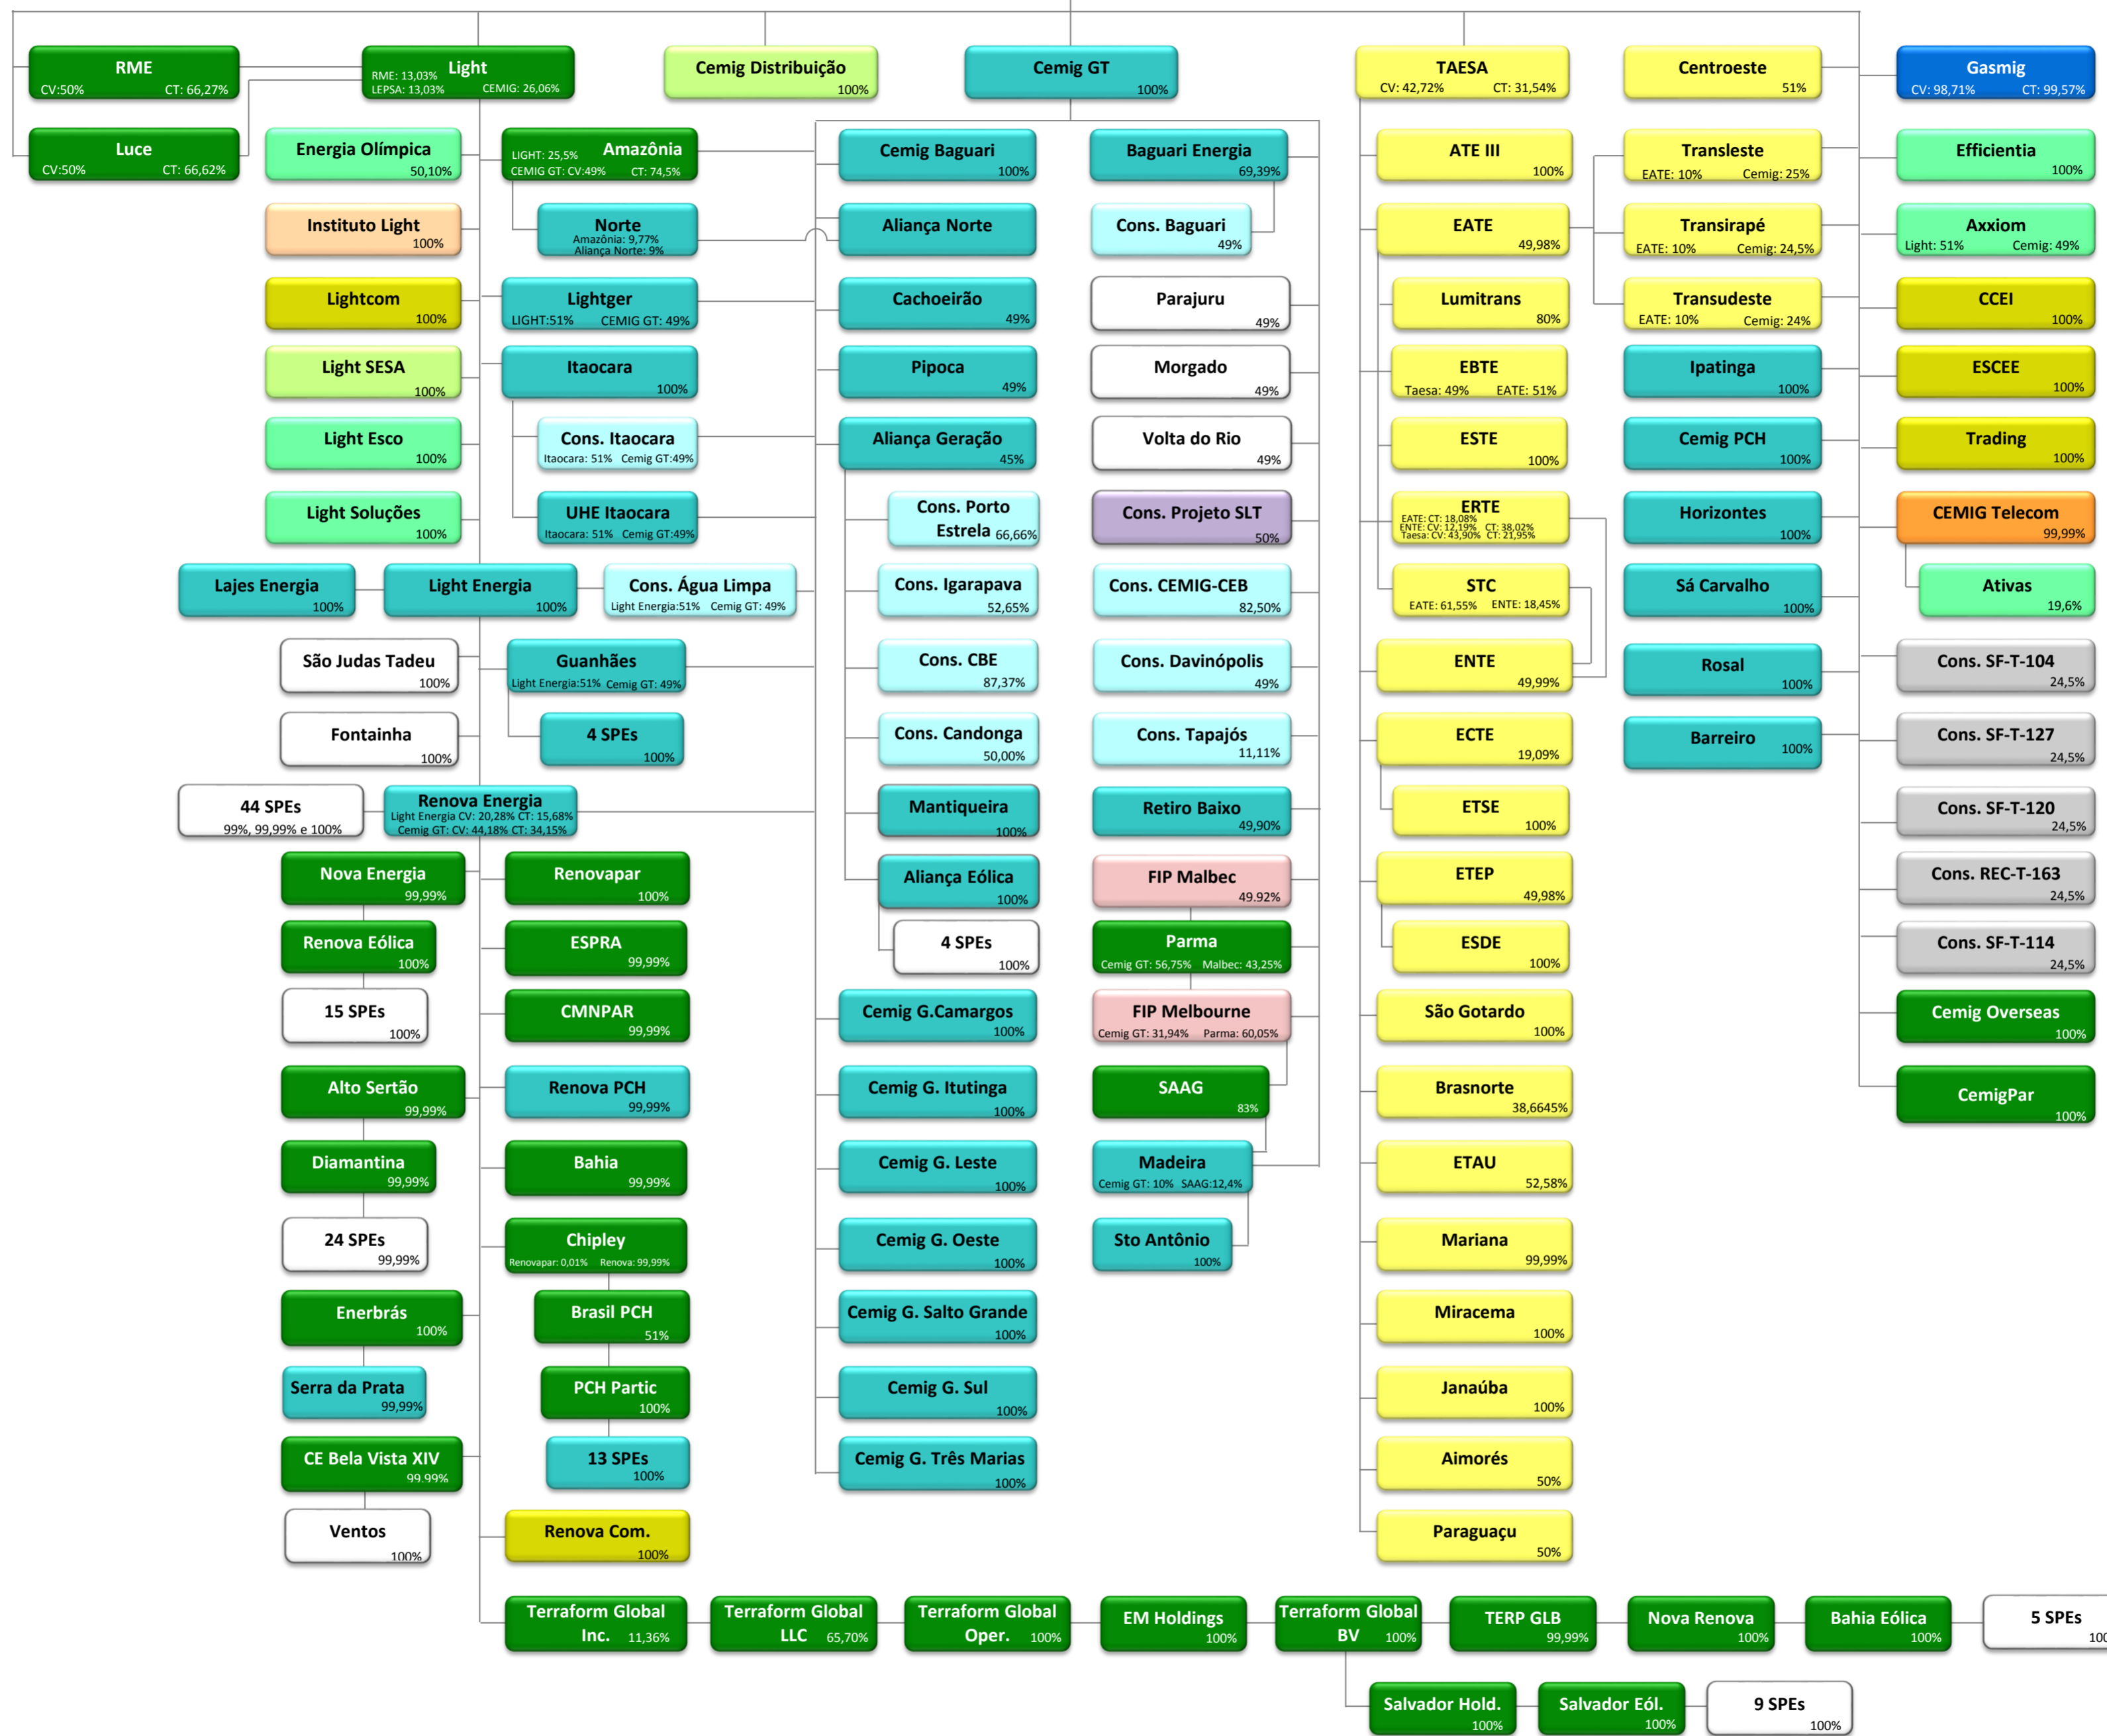 RME
CV:50% CT: 66,27%
Light
RME: 13,03%
LEPSA: 13,03% CEMIG: 26,06%
Cemig Distribuição
100%
Cemig GT
100%
TAESA
CV: 42,72% CT: 31,54%
Centroeste
51%
Gasmig
CV: 98,71% CT: 99,57%
Luce
CV:50% CT: 66,62%
Energia Olímpica
50,10%
Amazônia
LIGHT: 25,5%
CEMIG GT: CV:49% CT: 74,5%
Cemig Baguari
100%
Baguari Energia
69,39%
ATE III
100%
Transleste
EATE: 10% Cemig: 25%
Efficientia
100%
Instituto Light
100%
Norte
Amazônia: 9,77%
Aliança Norte: 9%
Aliança Norte
Cons. Baguari
49%
EATE
49,98%
Transirapé
EATE: 10% Cemig: 24,5%
Axxiom
Light: 51% Cemig: 49%
Lightcom
100%
Lightger
LIGHT:51% CEMIG GT: 49%
Cachoeirão
49%
Parajuru
49%
Lumitrans
80%
Transudeste
EATE: 10% Cemig: 24%
CCEI
100%
Light SESA
100%
Itaocara
100%
Pipoca
49%
Morgado
49%
EBTE
Taesa: 49% EATE: 51%
Ipatinga
100%
ESCEE
100%
Light Esco
100%
Cons. Itaocara
Itaocara: 51% Cemig GT:49%
Aliança Geração
45%
Volta do Rio
49%
ESTE
100%
Cemig PCH
100%
Trading
100%
Light Soluções
100%
UHE Itaocara
Itaocara: 51% Cemig GT:49%
Cons. Porto
Estrela 66,66%
Cons. Projeto SLT
50%
ERTE
EATE: CT: 18,08%
ENTE: CV: 12,19% CT: 38,02%
Taesa: CV: 43,90% CT: 21,95%
Horizontes
100%
CEMIG Telecom
99,99%
Lajes Energia
100%
Light Energia
100%
Cons. Água Limpa
Light Energia:51% Cemig GT: 49%
Cons. Igarapava
52,65%
Cons. CEMIG-CEB
82,50%
STC
EATE: 61,55% ENTE: 18,45%
Sá Carvalho
100%
Ativas
19,6%
São Judas Tadeu
100%
Guanhães
Light Energia:51% Cemig GT: 49%
Cons. CBE
87,37%
Cons. Davinópolis
49%
ENTE
49,99%
Rosal
100%
Cons. SF-T-104
24,5%
Fontainha
100%
4 SPEs
100%
Cons. Candonga
50,00%
Cons. Tapajós
11,11%
ECTE
19,09%
Barreiro
100%
Cons. SF-T-127
24,5%
44 SPEs
99%, 99,99% e 100%
Renova Energia
Light Energia CV: 20,28% CT: 15,68%
Cemig GT: CV: 44,18% CT: 34,15%
Mantiqueira
100%
Retiro Baixo
49,90%
ETSE
100%
Cons. SF-T-120
24,5%
Nova Energia
99,99%
Renovapar
100%
Aliança Eólica
100%
FIP Malbec
49.92%
ETEP
49,98%
Cons. REC-T-163
24,5%
Renova Eólica
100%
ESPRA
99,99%
4 SPEs
100%
Parma
Cemig GT: 56,75% Malbec: 43,25%
ESDE
100%
Cons. SF-T-114
24,5%
15 SPEs
100%
CMNPAR
99,99%
Cemig G.Camargos
100%
FIP Melbourne
Cemig GT: 31,94% Parma: 60,05%
São Gotardo
100%
Cemig Overseas
100%
Alto Sertão
99,99%
Renova PCH
99,99%
Cemig G. Itutinga
100%
SAAG
83%
Brasnorte
38,6645%
CemigPar
100%
Diamantina
99,99%
Bahia
99,99%
Cemig G. Leste
100%
Madeira
Cemig GT: 10% SAAG:12,4%
ETAU
52,58%
24 SPEs
99,99%
Chipley
Renovapar: 0,01% Renova: 99,99%
Cemig G. Oeste
100%
Sto Antônio
100%
Mariana
99,99%
Enerbrás
100%
Brasil PCH
51%
Cemig G. Salto Grande
100%
Miracema
100%
Serra da Prata
99,99%
PCH Partic
100%
Cemig G. Sul
100%
Janaúba
100%
CE Bela Vista XIV
99.99%
13 SPEs
100%
Cemig G. Três Marias
100%
Aimorés
50%
Ventos
100%
Renova Com.
100%
Paraguaçu
50%
Terraform Global
Inc. 11,36%
Terraform Global
LLC 65,70%
Terraform Global
Oper. 100%
EM Holdings
100%
Terraform Global
BV 100%
TERP GLB
99,99%
Nova Renova
100%
Bahia Eólica
100%
5 SPEs
Salvador Hold.
100%
Salvador Eól.
100%
9 SPEs
100%